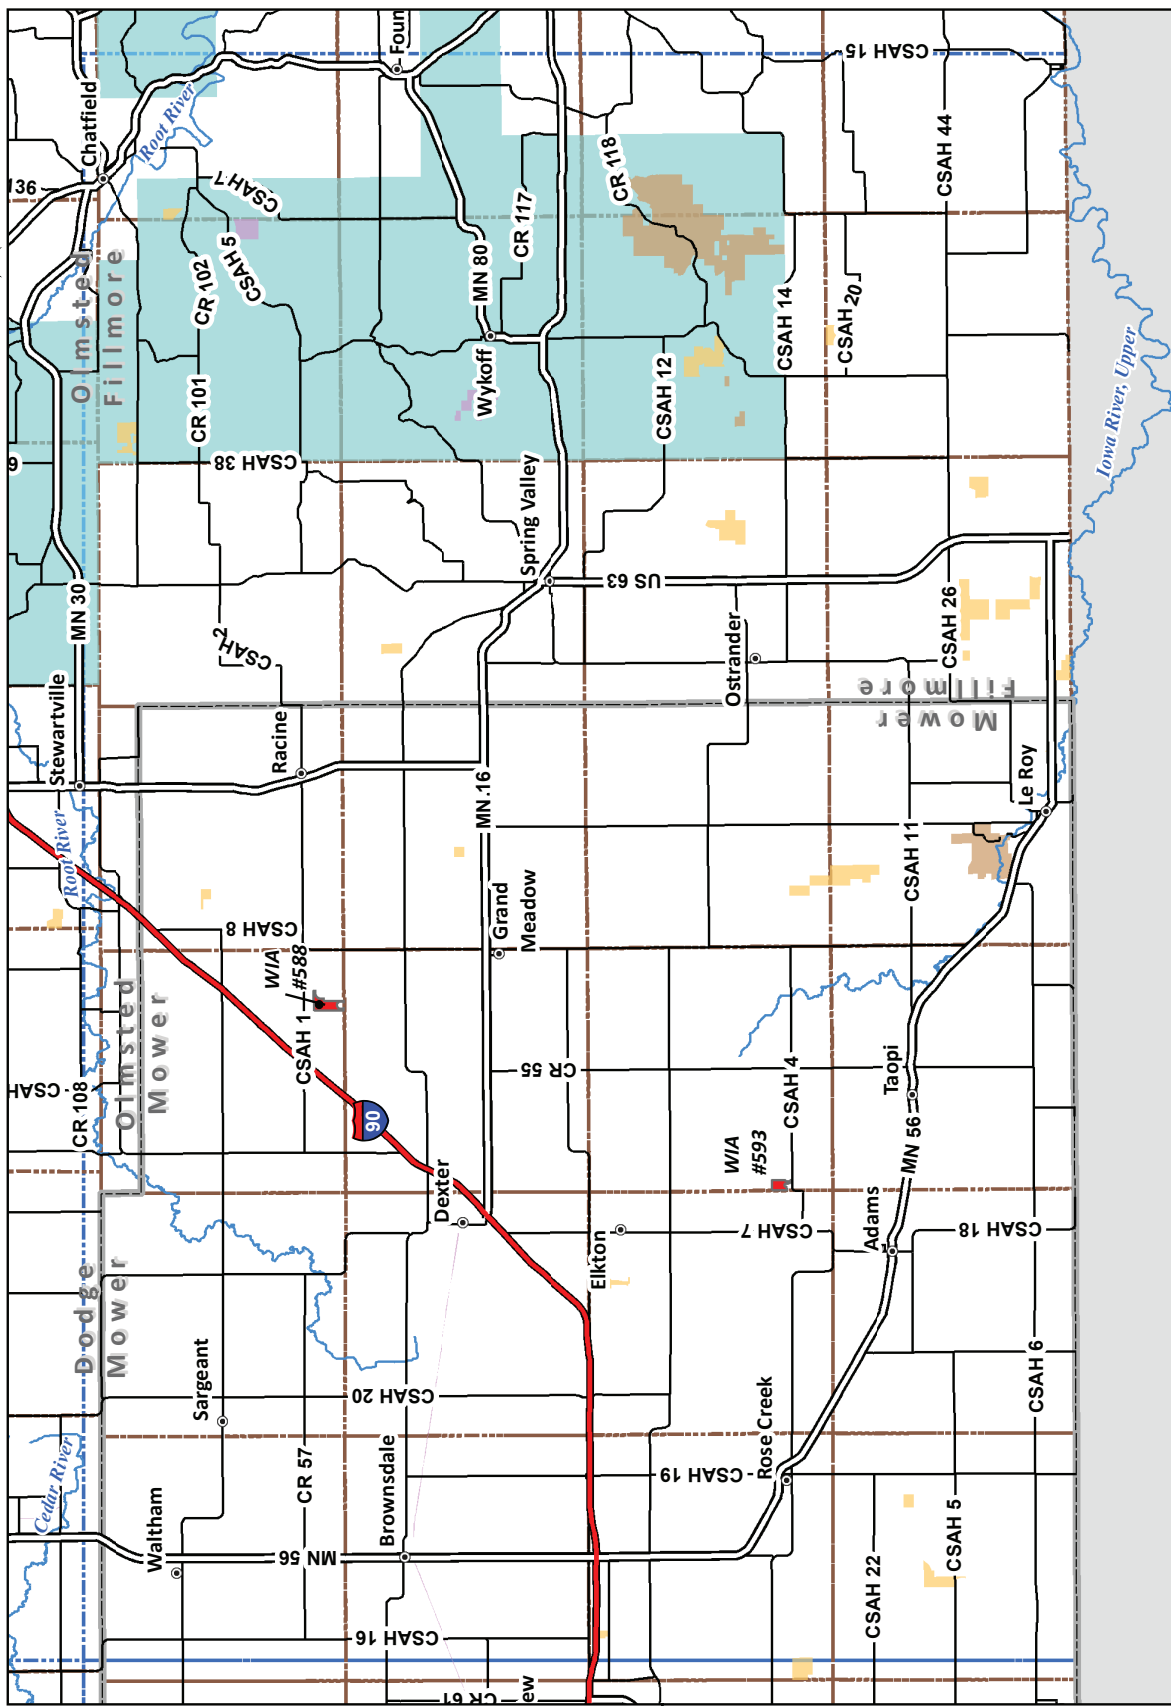 136
Chatfield
Root River
Foun
CSAH 15
CSAH 1
CSAH 5
CR 102
CR 101
Olmsted
Fillmore
CR 118
CR 117
MN 80
Wykoff
CSAH 44
CSAH 14
CSAH 20
CSAH 12
Iowa River, Upper
9
CSAH 38
Spring Valley
US 63
MN 30
CSAH 2
Stewartville
Racine
Ostrander
CSAH 26
Fillmore
Mower
Root River
MN 16
Le Roy
CSAH 11
CSAH 8
WIA
#588
Grand
Meadow
CSAH 1
Olmsted
Mower
CSAH
CR 108
90
CR 55
CSAH 4
Taopi
WIA
#593
MN 56
Dexter
Elkton
CSAH 7
Adams
CSAH 18
Dodge
Mower
Sargeant
CSAH 20
CSAH 6
Rose Creek
CSAH 19
Cedar River
CR 57
Waltham
Brownsdale
MN 56
CSAH 5
CSAH 22
CSAH 16
CR 61
ew